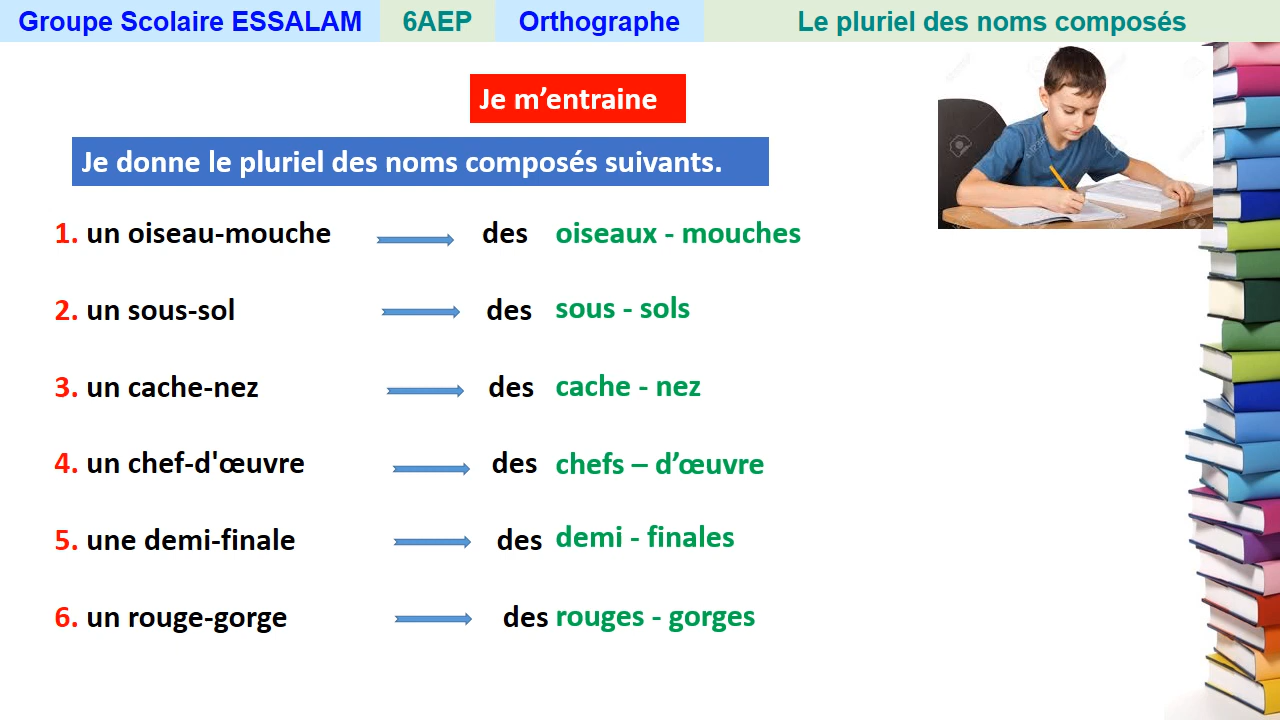 Groupe Scolaire ESSALAM 6AEP Orthographe Le pluriel des noms composés
Je m’entraine
Je donne le pluriel des noms composés suivants.
1. un oiseau-mouche des oiseaux - mouches
2. un sous-sol des sous - sols
3. un cache-nez des cache - nez
4. un chef-d'œuvre des chefs – d’œuvre
5. une demi-finale des demi - finales
6. un rouge-gorge des rouges - gorges